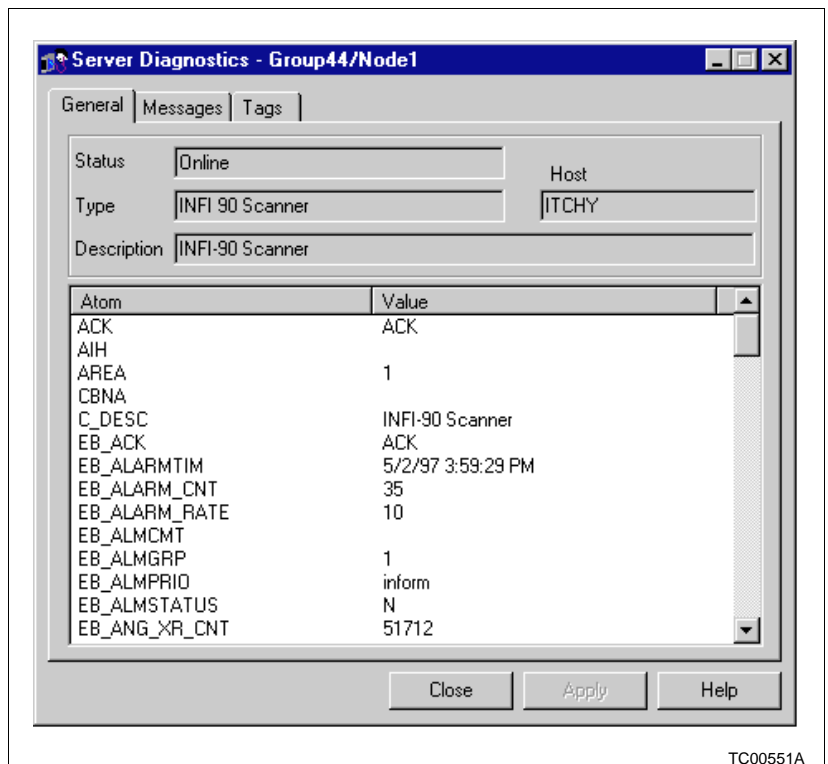 Server Diagnostics - Group44/Node1
General Messages Tags
Status Online
Host
Type INFI 90 Scanner ITCHY
Description INFI-90 Scanner
Atom Value
ACK ACK
AIH
AREA 1
CBNA
C_DESC INFI-90 Scanner
EB_ACK ACK
EB_ALARMTIM 5/2/97 3:59:29 PM
EB_ALARM_CNT 35
EB_ALARM_RATE 10
EB_ALMCMT
EB_ALMGRP 1
EB_ALMPRIO inform
EB_ALMSTATUS N
EB_ANG_XR_CNT 51712
Close Apply Help
TC00551A